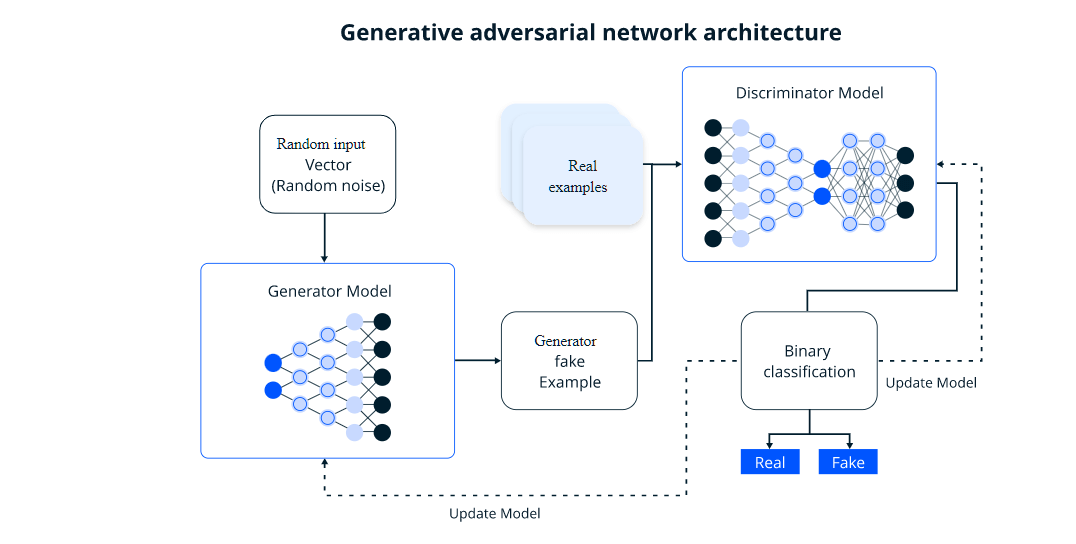 Generative adversarial network architecture
Discriminator Model
Random input
Vector
(Random noise)
Real
examples
Generator Model
Generator
fake
Example
Binary
classification
Update Model
Real
Fake
Update Model